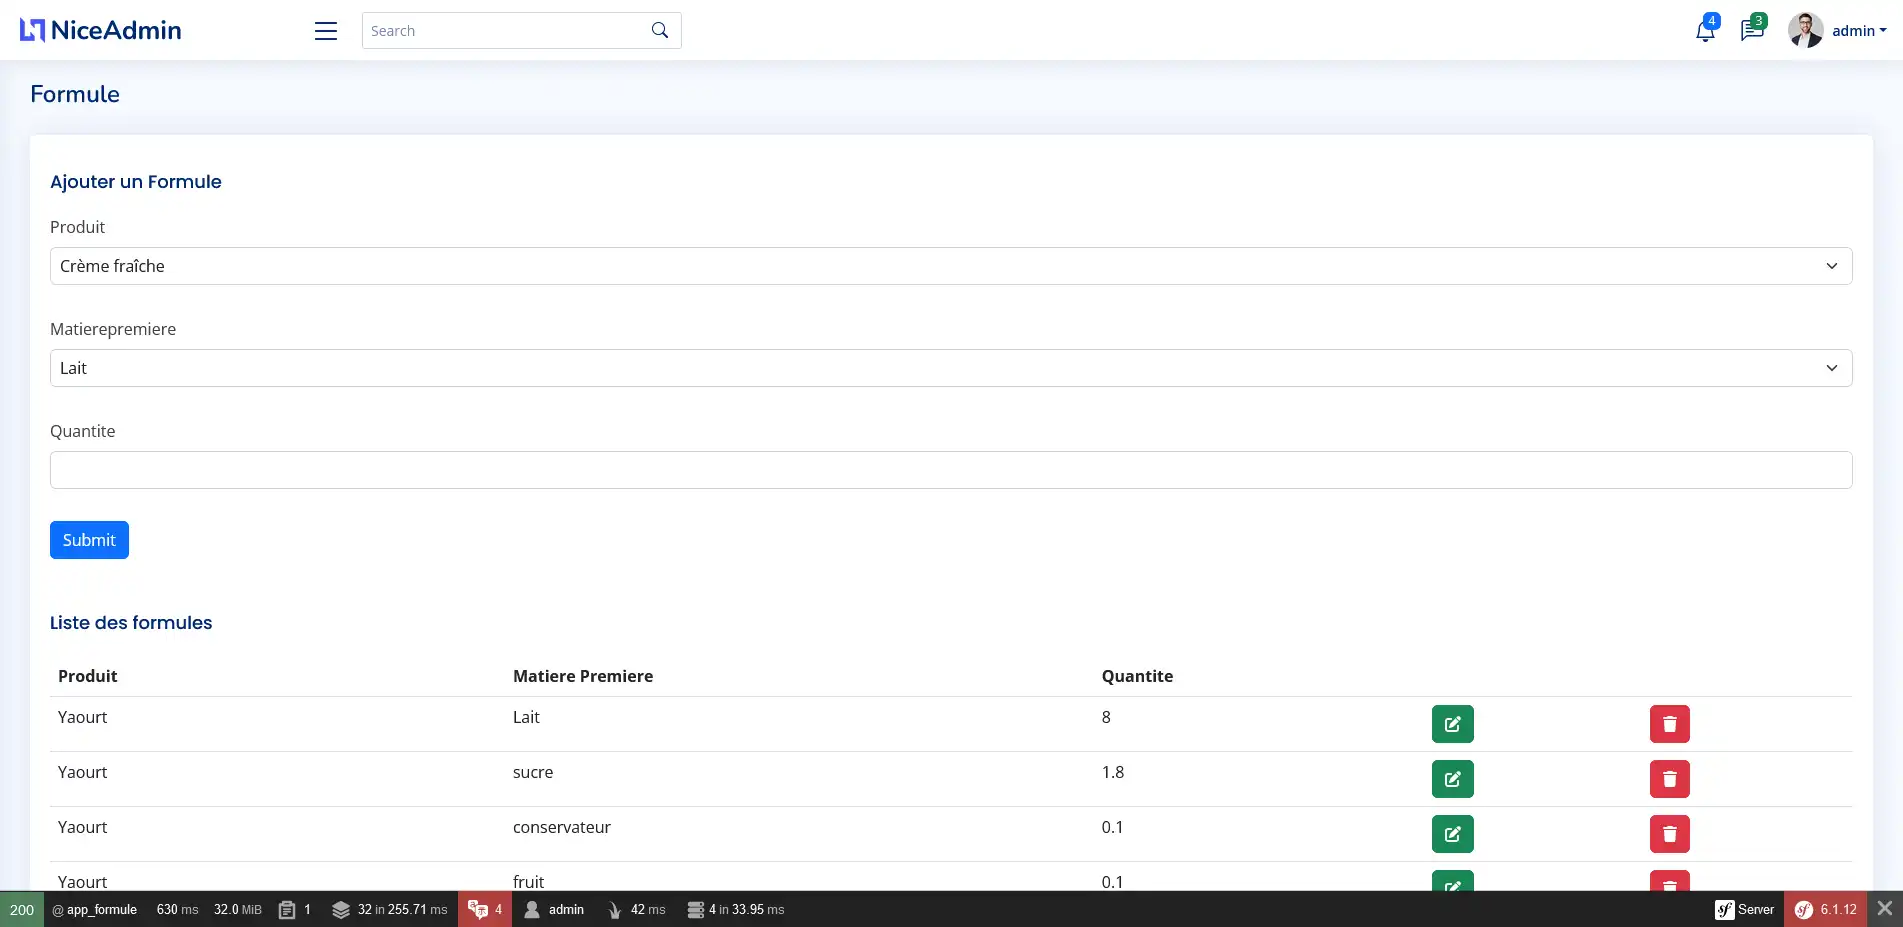 NiceAdmin
Search
4
3
admin
Formule
Ajouter un Formule
Produit
Crème fraîche
Matierepremiere
Lait
Quantite
Submit
Liste des formules
Produit Matiere Premiere Quantite
Yaourt Lait 8
Yaourt sucre 1.8
Yaourt conservateur 0.1
Yaourt fruit 0.1
200 @ app_formule 630 ms 32.0 MiB 1 32 in 255.71 ms 4 admin 42 ms 4 in 33.95 ms sf Server sf 6.1.12